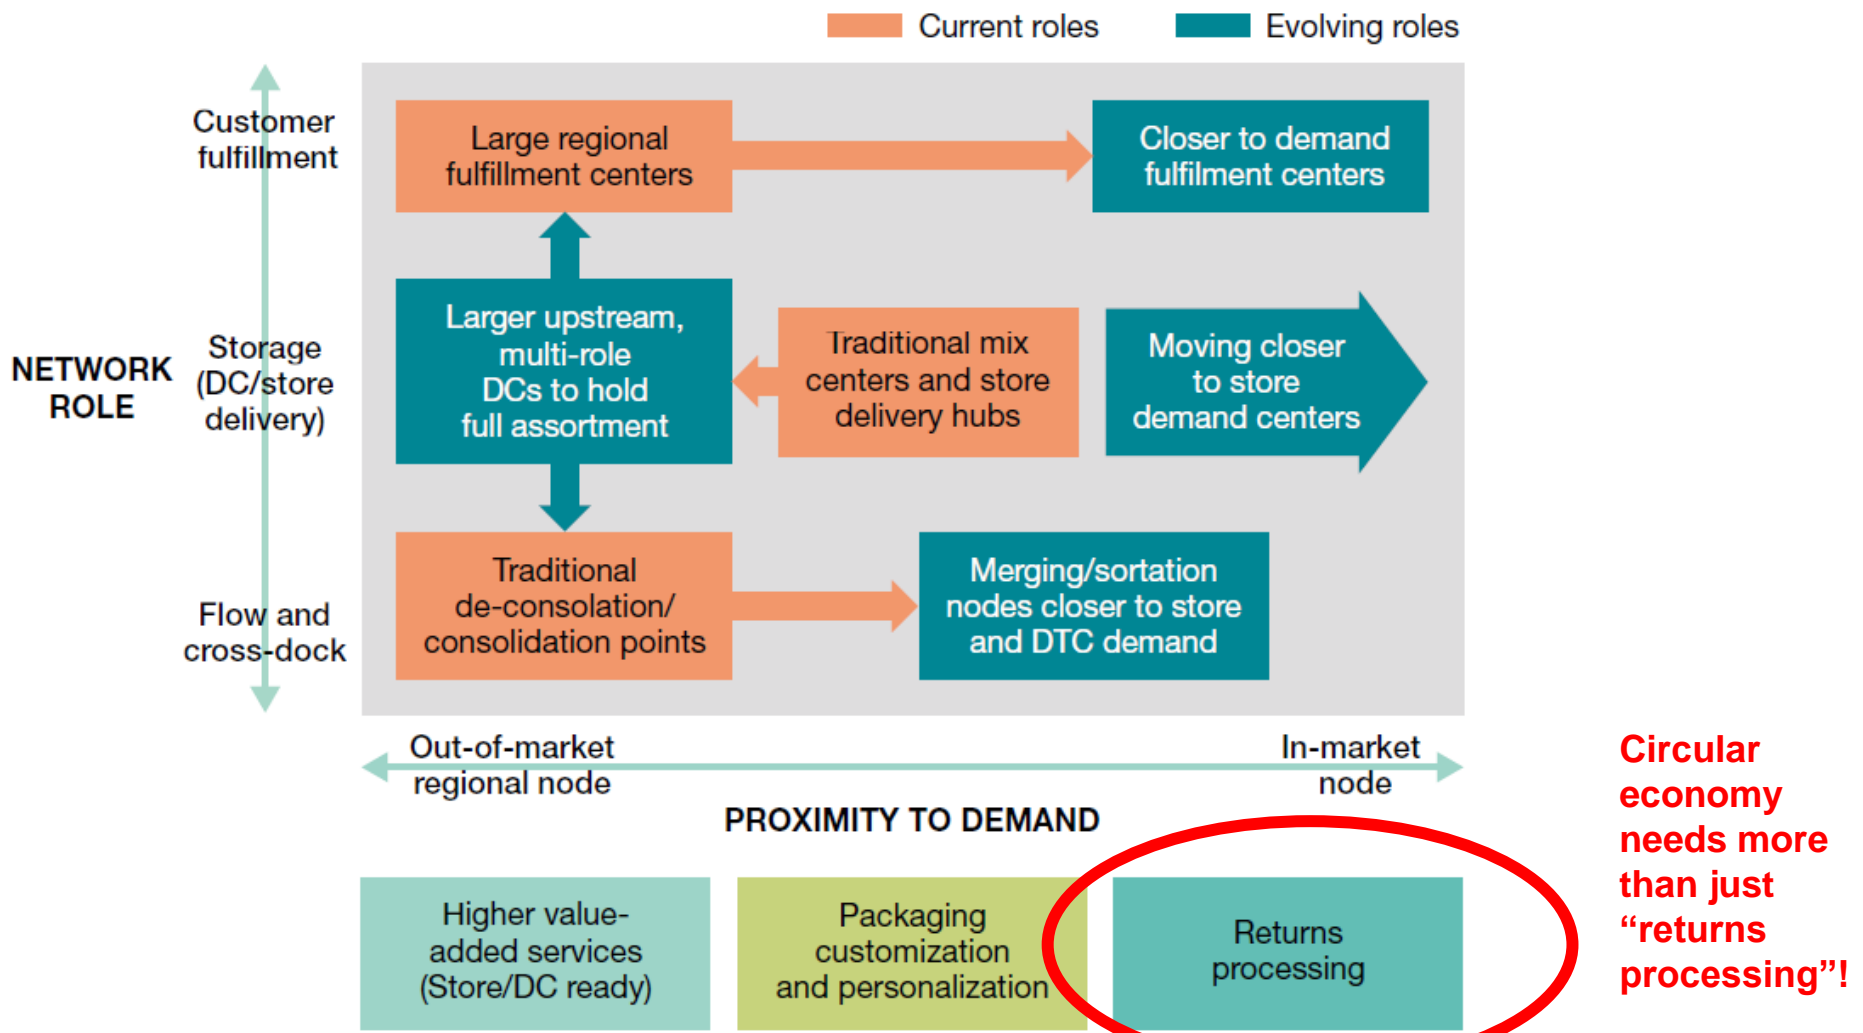 Current roles
Evolving roles
Customer
fulfillment
Large regional
fulfillment centers
Closer to demand
fulfilment centers
NETWORK
ROLE
Storage
(DC/store
delivery)
Larger upstream,
multi-role
DCs to hold
full assortment
Traditional mix
centers and store
delivery hubs
Moving closer
to store
demand centers
Flow and
cross-dock
Traditional
de-consolation/
consolidation points
Merging/sortation
nodes closer to store
and DTC demand
Out-of-market
regional node
In-market
node
PROXIMITY TO DEMAND
Higher value-
added services
(Store/DC ready)
Packaging
customization
and personalization
Returns
processing
Circular
economy
needs more
than just
“returns
processing”!